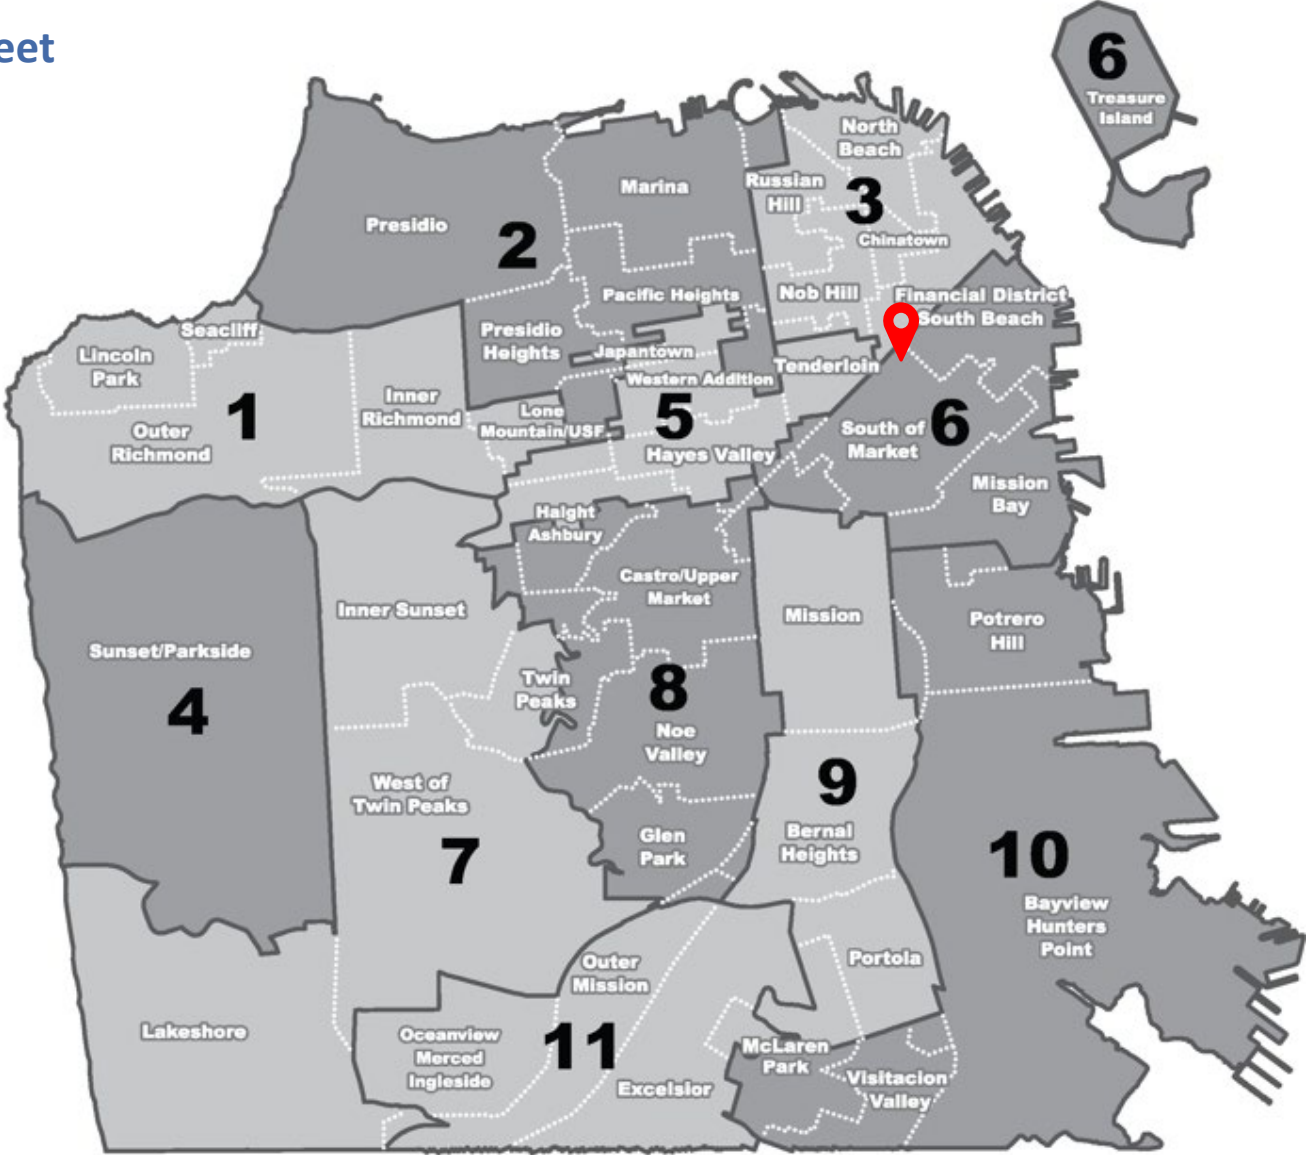 eet
6
Treasure
Island
North
Beach
Marina
Russian
Hill
3
Presidio
2
Chinatown
Pacific Heights
Nob Hill
Financial District
South Beach
Seacliff
Presidio
Heights
Lincoln
Park
Japantown
Tenderloin
Western Addition
Inner
Richmond
Lone
Mountain/USF
1
5
6
Outer
Richmond
South of
Market
Hayes Valley
Mission
Bay
Haight
Ashbury
Castro/Upper
Market
Inner Sunset
Mission
Potrero
Hill
Sunset/Parkside
4
Twin
Peaks
8
Noe
Valley
West of
Twin Peaks
9
Bernal
Heights
Glen
Park
7
10
Bayview
Hunters
Point
Outer
Mission
Portola
Lakeshore
Oceanview
Merced
Ingleside
11
McLaren
Park
Excelsior
Visitacion
Valley